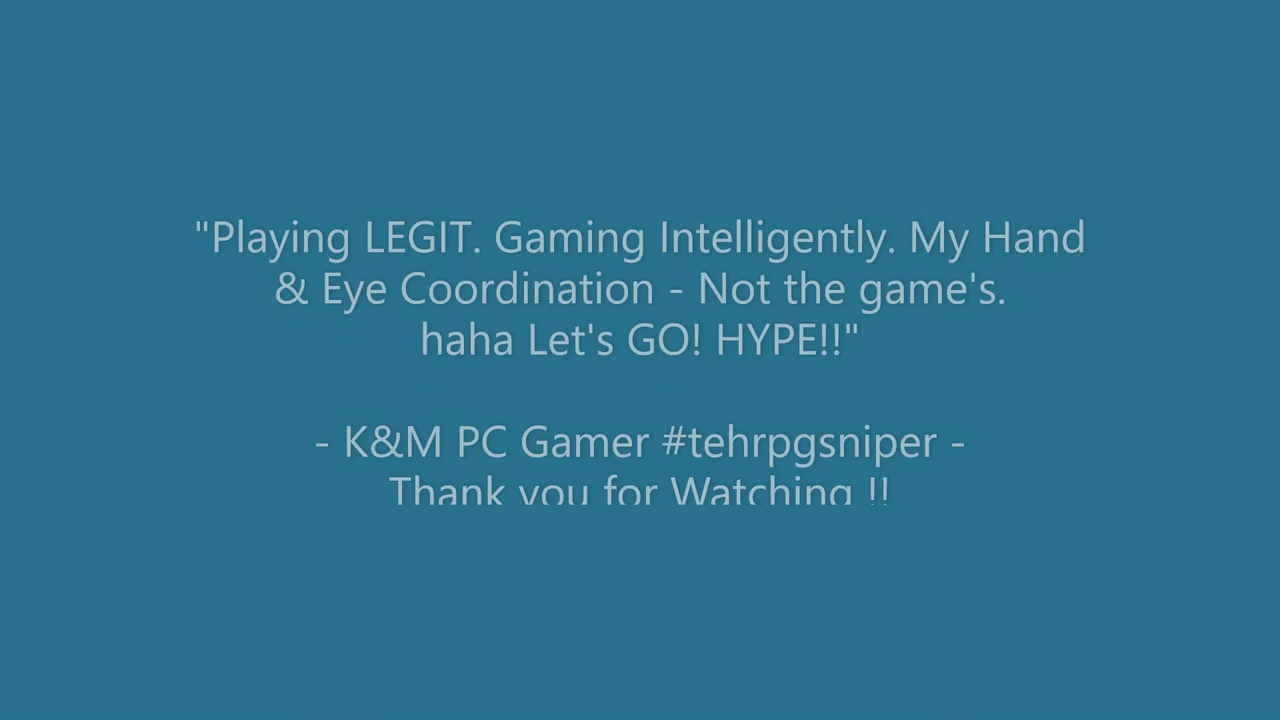 "Playing LEGIT. Gaming Intelligently. My Hand
& Eye Coordination - Not the game's.
haha Let's GO! HYPE!!"
- K&M PC Gamer #tehrpgsniper -
Thank you for Watching !!